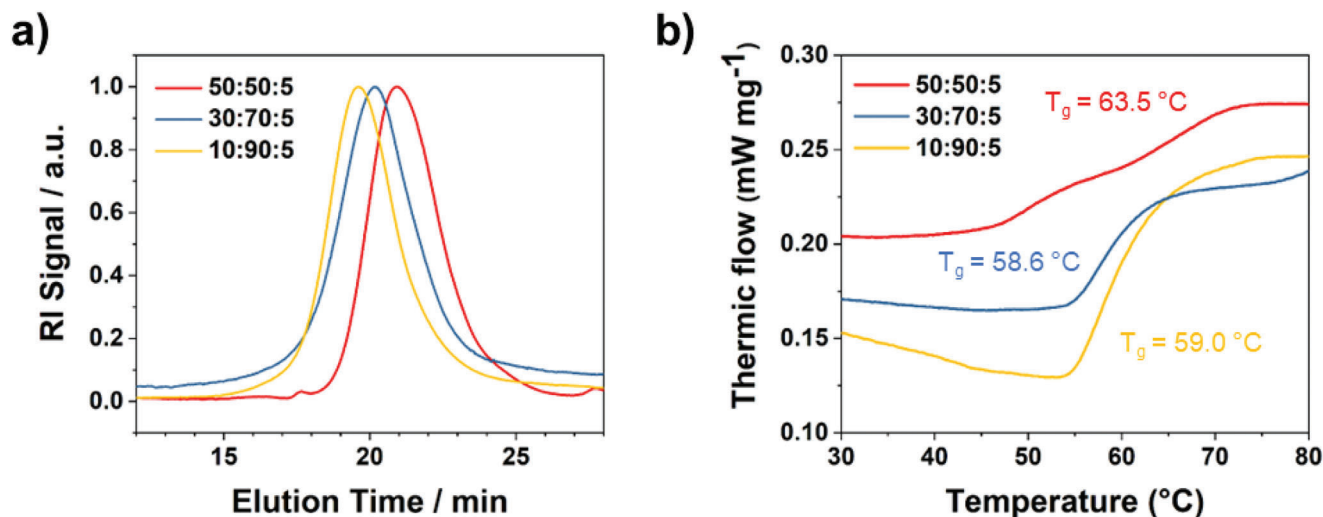 a)
50:50:5
30:70:5
10:90:5
RI Signal / a.u.
1.0
0.8
0.6
0.4
0.2
0.0
15
20
25
Elution Time / min
b)
50:50:5
30:70:5
10:90:5
Tg = 63.5 °C
Tg = 58.6 °C
Tg = 59.0 °C
Thermic flow (mW mg-1)
0.30
0.25
0.20
0.15
0.10
30
40
50
60
70
80
Temperature (°C)